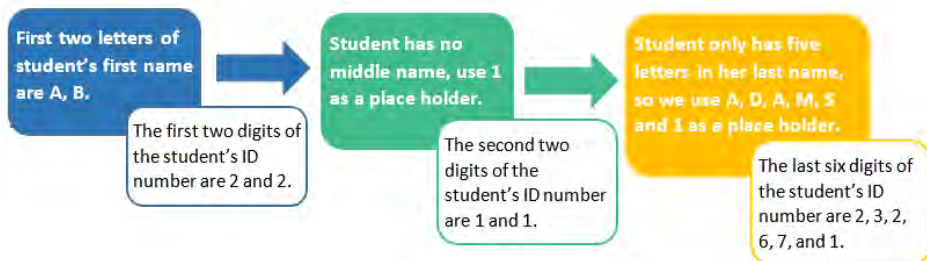 First two letters of
student's first name
are A, B.
The first two digits of
the student's ID
number are 2 and 2.
Student has no
middle name, use 1
as a place holder.
The second two
digits of the
student's ID number
are 1 and 1.
Student only has five
letters in her last name,
so we use A, D, A, M, S
and 1 as a place holder.
The last six digits of
the student's ID
number are 2, 3, 2,
6, 7, and 1.